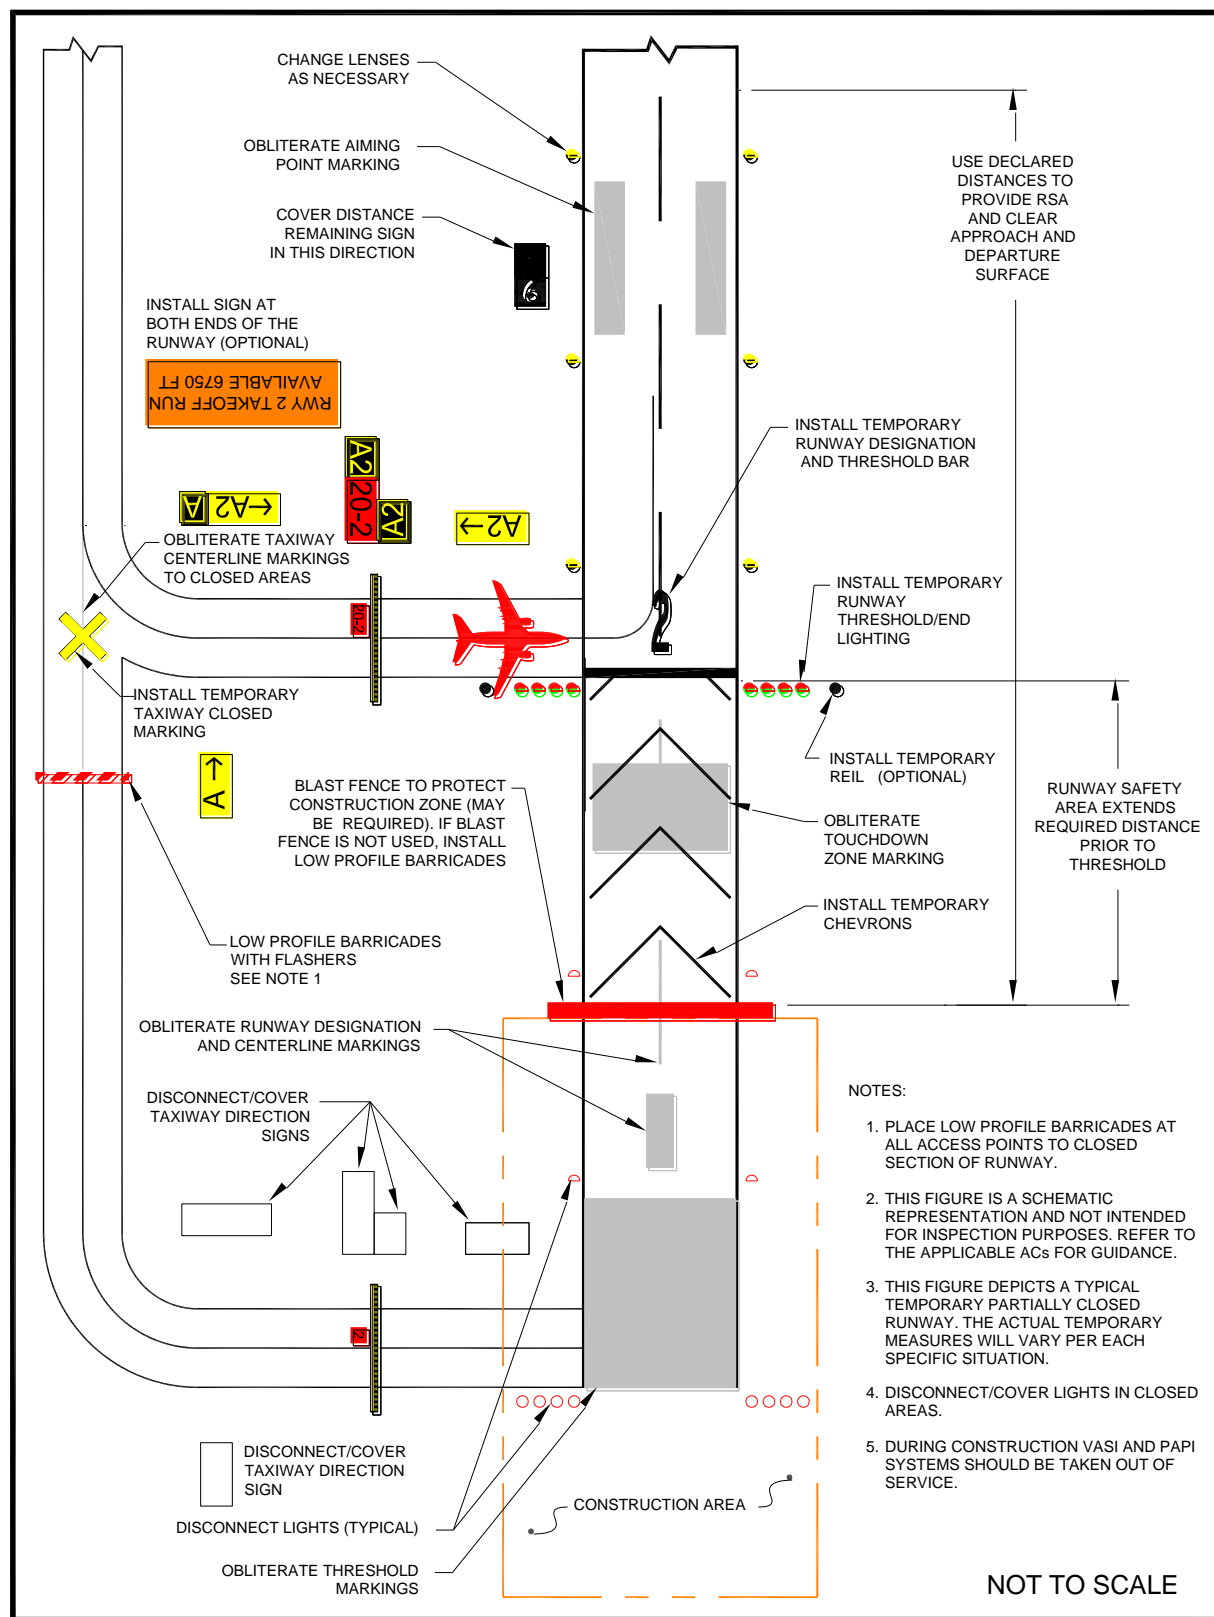 CHANGE LENSES
AS NECESSARY
OBLITERATE AIMING
POINT MARKING
COVER DISTANCE
REMAINING SIGN
IN THIS DIRECTION
6
INSTALL SIGN AT
BOTH ENDS OF THE
RUNWAY (OPTIONAL)
RWY 2 TAKEOFF RUN
AVAILABLE 6750 FT
USE DECLARED
DISTANCES TO
PROVIDE RSA
AND CLEAR
APPROACH AND
DEPARTURE
SURFACE
INSTALL TEMPORARY
RUNWAY DESIGNATION
AND THRESHOLD BAR
A2
20-2
A2
←A2
A
A2→
OBLITERATE TAXIWAY
CENTERLINE MARKINGS
TO CLOSED AREAS
20-2
2
INSTALL TEMPORARY
RUNWAY
THRESHOLD/END
LIGHTING
INSTALL TEMPORARY
TAXIWAY CLOSED
MARKING
A→
INSTALL TEMPORARY
REIL (OPTIONAL)
BLAST FENCE TO PROTECT
CONSTRUCTION ZONE (MAY
BE REQUIRED). IF BLAST
FENCE IS NOT USED, INSTALL
LOW PROFILE BARRICADES
OBLITERATE
TOUCHDOWN
ZONE MARKING
RUNWAY SAFETY
AREA EXTENDS
REQUIRED DISTANCE
PRIOR TO
THRESHOLD
INSTALL TEMPORARY
CHEVRONS
LOW PROFILE BARRICADES
WITH FLASHERS
SEE NOTE 1
OBLITERATE RUNWAY DESIGNATION
AND CENTERLINE MARKINGS
DISCONNECT/COVER
TAXIWAY DIRECTION
SIGNS
2
DISCONNECT/COVER
TAXIWAY DIRECTION
SIGN
DISCONNECT LIGHTS (TYPICAL)
OBLITERATE THRESHOLD
MARKINGS
CONSTRUCTION AREA
NOTES:
1. PLACE LOW PROFILE BARRICADES AT
ALL ACCESS POINTS TO CLOSED
SECTION OF RUNWAY.
2. THIS FIGURE IS A SCHEMATIC
REPRESENTATION AND NOT INTENDED
FOR INSPECTION PURPOSES. REFER TO
THE APPLICABLE ACs FOR GUIDANCE.
3. THIS FIGURE DEPICTS A TYPICAL
TEMPORARY PARTIALLY CLOSED
RUNWAY. THE ACTUAL TEMPORARY
MEASURES WILL VARY PER EACH
SPECIFIC SITUATION.
4. DISCONNECT/COVER LIGHTS IN CLOSED
AREAS.
5. DURING CONSTRUCTION VASI AND PAPI
SYSTEMS SHOULD BE TAKEN OUT OF
SERVICE.
NOT TO SCALE